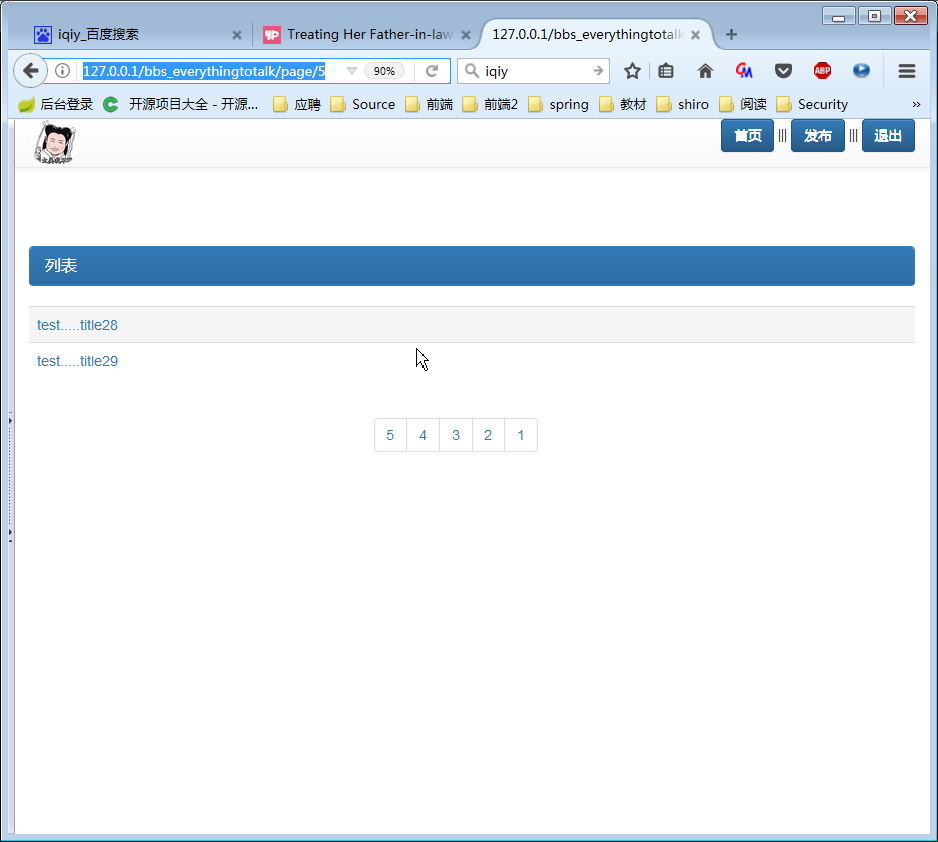 iqiy_百度搜索
Treating Her Father-in-law
127.0.0.1/bbs_everythingtotalk
127.0.0.1/bbs_everythingtotalk/page/5
90%
iqiy
ABP
后台登录
开源项目大全 - 开源...
应聘
Source
前端
前端2
spring
教材
shiro
阅读
Security
»
首页 ||| 发布 ||| 退出
列表
test.....title28
test.....title29
5 4 3 2 1